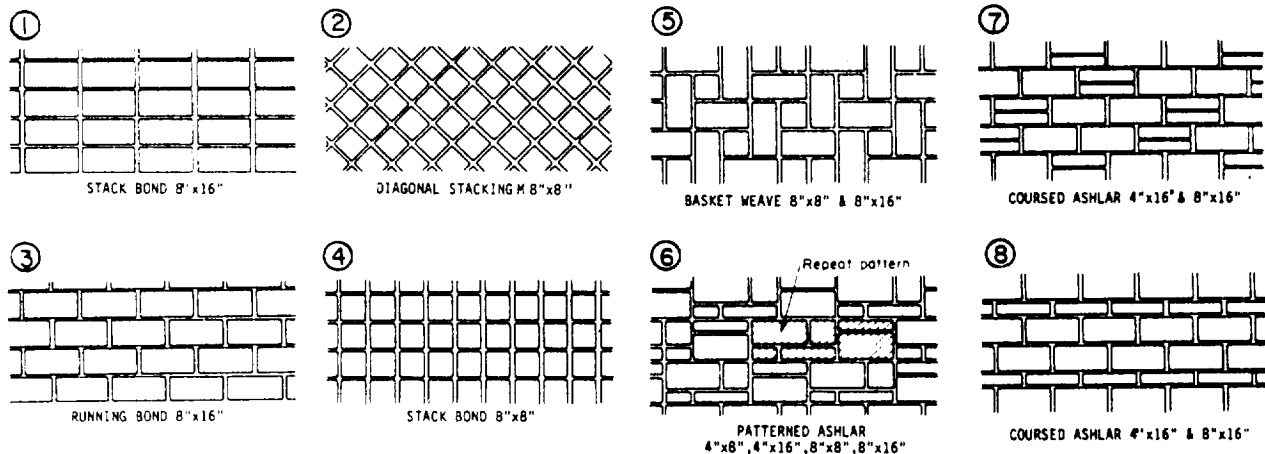 1
STACK BOND 8"x16"
2
DIAGONAL STACKING M 8"x8"
5
BASKET WEAVE 8"x8" & 8"x16"
7
COURSED ASHLAR 4"x16" & 8"x16"
3
RUNNING BOND 8"x16"
4
STACK BOND 8"x8"
6
Repeat pattern
PATTERNED ASHLAR
4"x8", 4"x16", 8"x8", 8"x16"
8
COURSED ASHLAR 4"x16" & 8"x16"